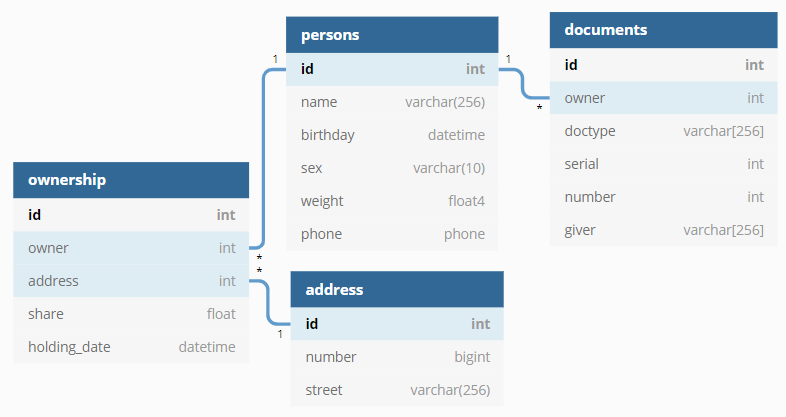 persons
id int
name varchar(256)
birthday datetime
sex varchar(10)
weight float4
phone phone
documents
id int
owner int
doctype varchar[256]
serial int
number int
giver varchar[256]
ownership
id int
owner int
address int
share float
holding_date datetime
address
id int
number bigint
street varchar(256)
1
1
*
*
*
1